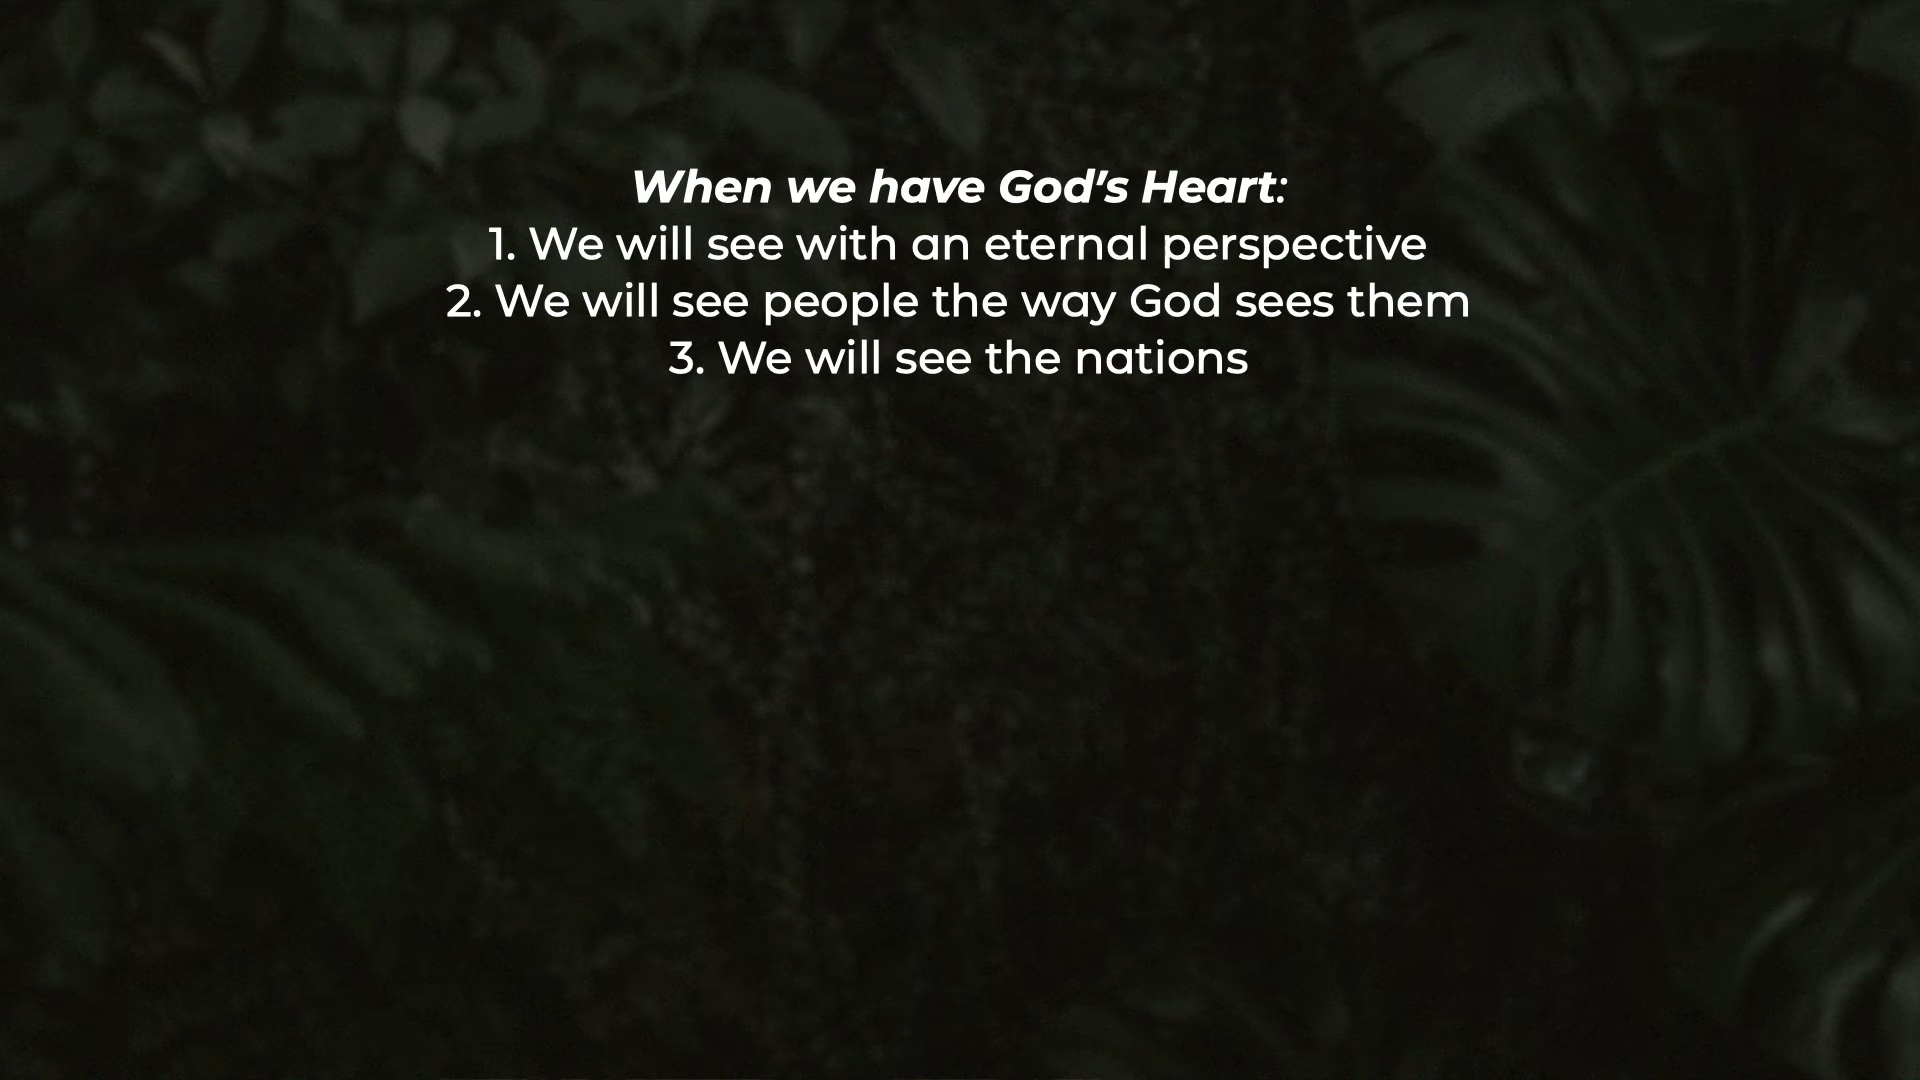 When we have God’s Heart:
1. We will see with an eternal perspective
2. We will see people the way God sees them
3. We will see the nations